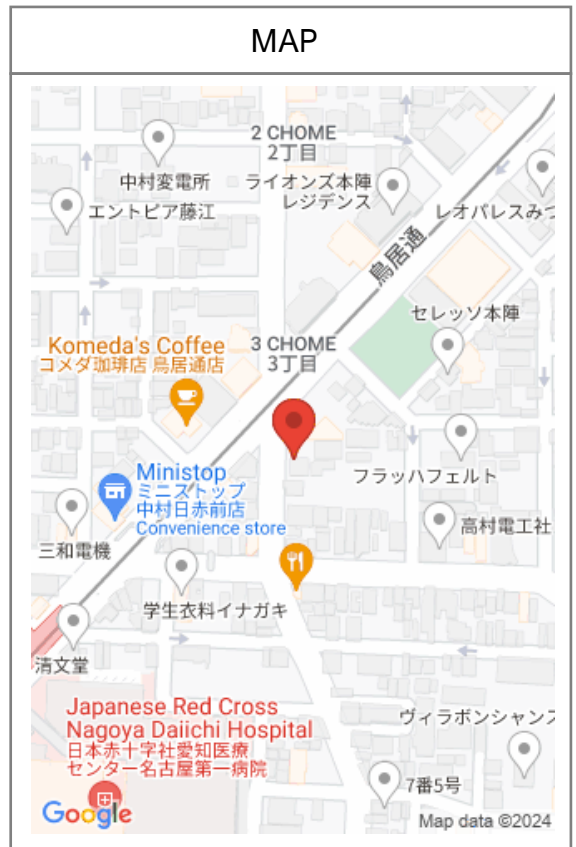 MAP
2 CHOME
2丁目
中村変電所
ライオンズ本陣
レジデンス
エントピア藤江
レオパレスみつ
鳥居通
セレッソ本陣
Komeda's Coffee
コメダ珈琲店 鳥居通店
3 CHOME
3丁目
Ministop
ミニストップ
中村日赤前店
Convenience store
フラッハフェルト
高村電工社
三和電機
学生衣料イナガキ
清文堂
Japanese Red Cross
Nagoya Daiichi Hospital
日本赤十字社愛知医療
センター名古屋第一病院
ヴィラボンシャンス
7番5号
Google
Map data ©2024